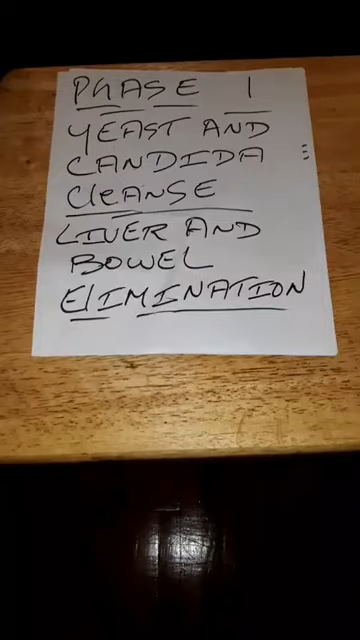 PHASE 1
YEAST AND
CANDIDA
CleANSE
LIVER AND
BOWEL
ElIMINATION